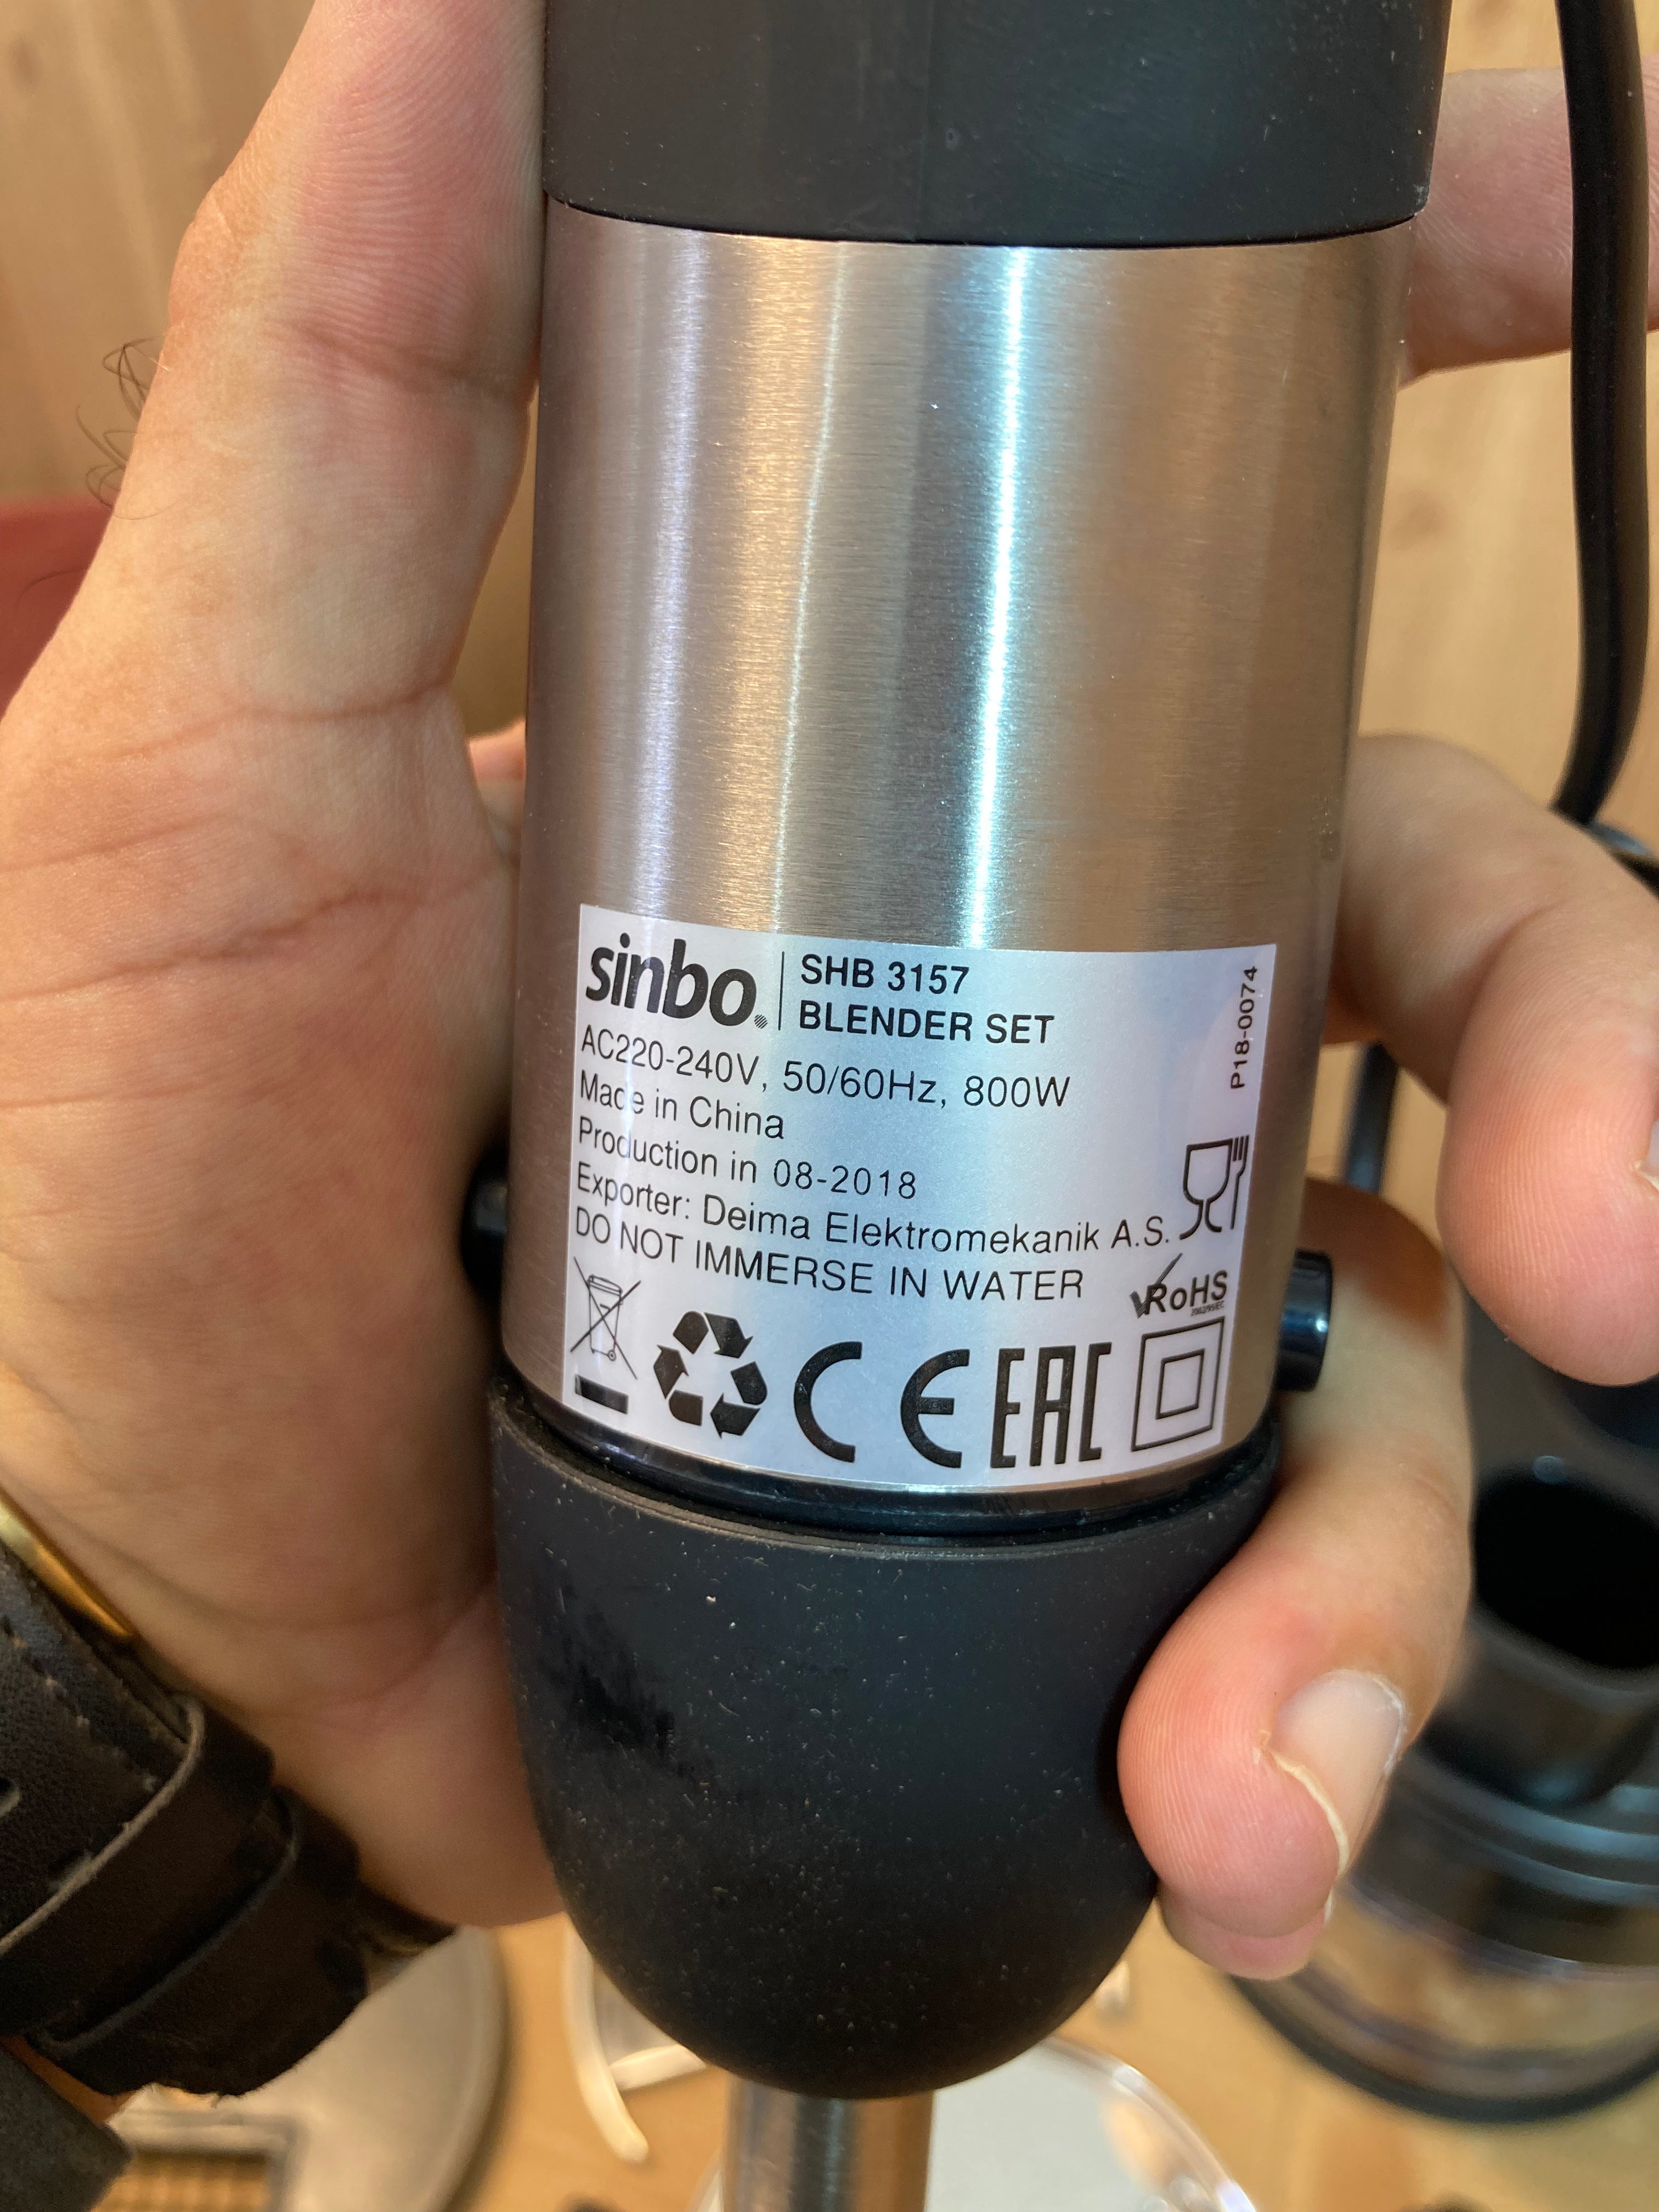 sinbo
SHB 3157
BLENDER SET
AC220-240V, 50/60Hz, 800W
Made in China
Production in 08-2018
Exporter: Deima Elektromekanik A.S.
DO NOT IMMERSE IN WATER
P18-0074
RoHS
CE EAC